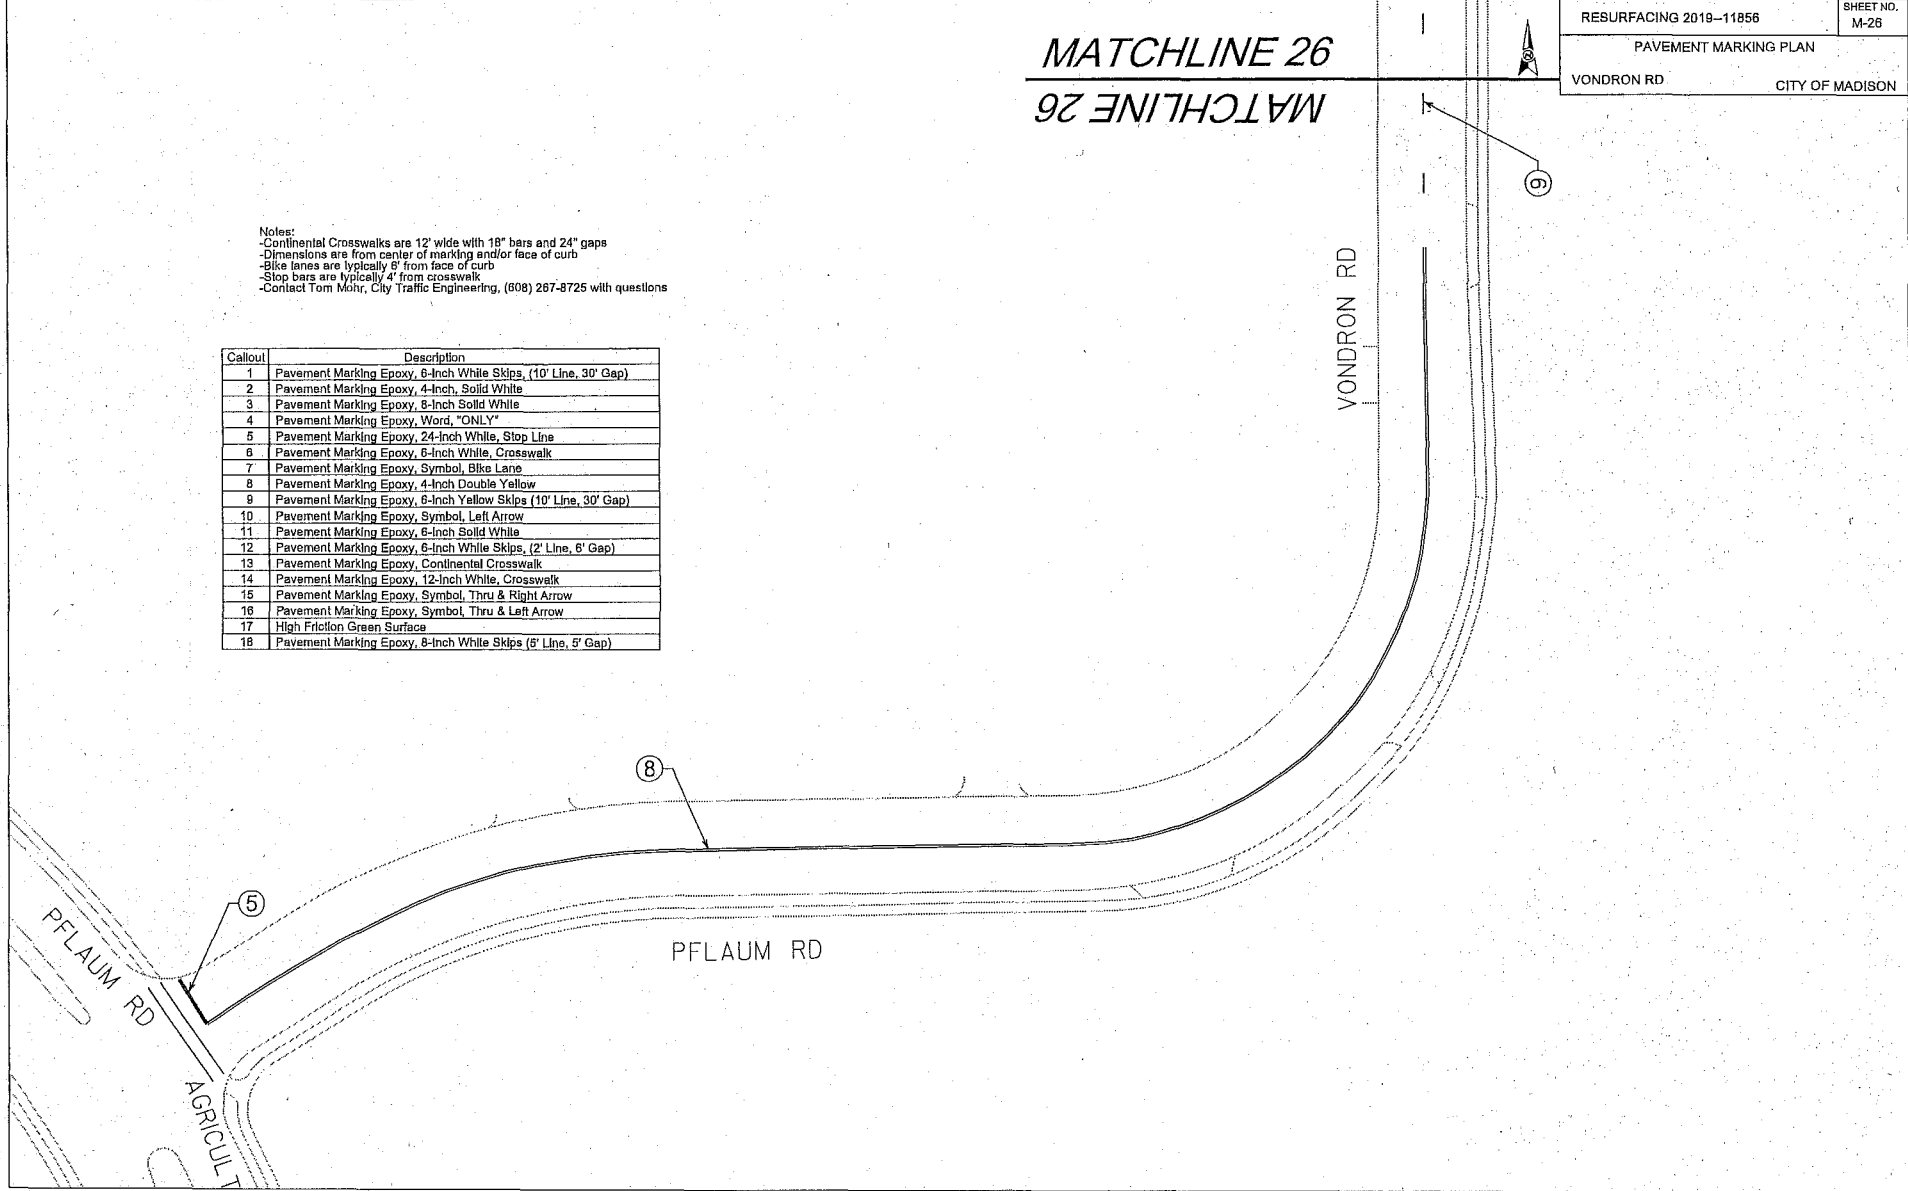 RESURFACING 2019-11856
SHEET NO.
M-26
PAVEMENT MARKING PLAN
VONDRON RD
CITY OF MADISON
MATCHLINE 26
MATCHLINE 26
9
Notes:
-Continental Crosswalks are 12' wide with 18" bars and 24" gaps
-Dimensions are from center of marking and/or face of curb
-Bike lanes are typically 6' from face of curb
-Stop bars are typically 4' from crosswalk
-Contact Tom Mohr, City Traffic Engineering, (608) 267-8725 with questions
VONDRON RD
Callout Description
1 Pavement Marking Epoxy, 6-Inch White Skips, (10' Line, 30' Gap)
2 Pavement Marking Epoxy, 4-Inch, Solid White
3 Pavement Marking Epoxy, 8-Inch Solid White
4 Pavement Marking Epoxy, Word, "ONLY"
5 Pavement Marking Epoxy, 24-Inch White, Stop Line
6 Pavement Marking Epoxy, 6-Inch White, Crosswalk
7 Pavement Marking Epoxy, Symbol, Bike Lane
8 Pavement Marking Epoxy, 4-Inch Double Yellow
9 Pavement Marking Epoxy, 6-Inch Yellow Skips (10' Line, 30' Gap)
10 Pavement Marking Epoxy, Symbol, Left Arrow
11 Pavement Marking Epoxy, 6-Inch Solid White
12 Pavement Marking Epoxy, 6-Inch White Skips, (2' Line, 6' Gap)
13 Pavement Marking Epoxy, Continental Crosswalk
14 Pavement Marking Epoxy, 12-Inch White, Crosswalk
15 Pavement Marking Epoxy, Symbol, Thru & Right Arrow
16 Pavement Marking Epoxy, Symbol, Thru & Left Arrow
17 High Friction Green Surface
18 Pavement Marking Epoxy, 8-Inch White Skips (5' Line, 5' Gap)
8
5
PFLAUM RD
PFLAUM RD
AGRICULT